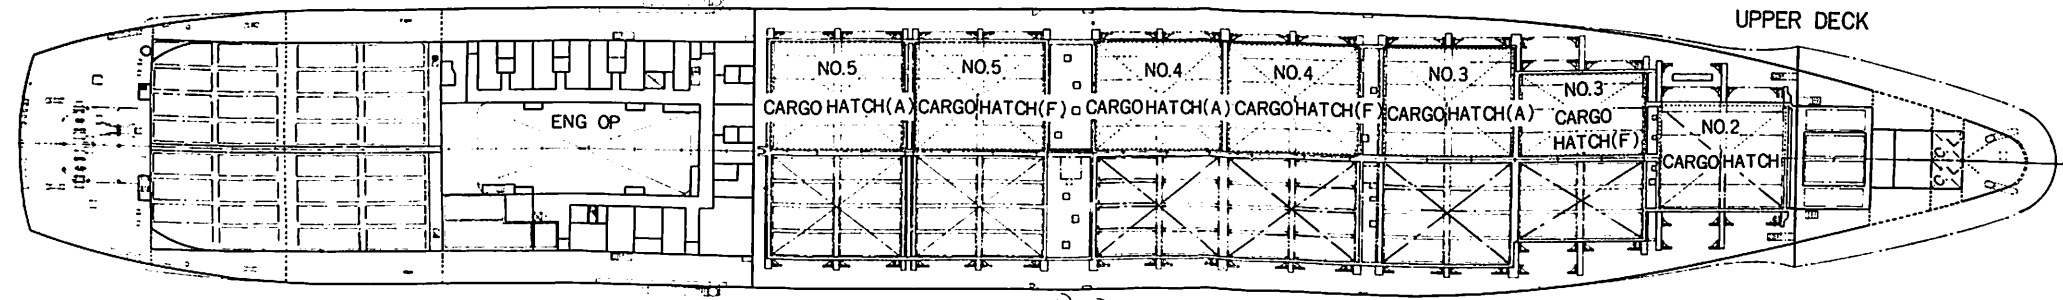 UPPER DECK
NO.5
CARGO HATCH(A)
NO.5
CARGO HATCH(F)
NO.4
CARGO HATCH(A)
NO.4
CARGO HATCH(F)
NO.3
CARGO HATCH(A)
NO.3
CARGO
HATCH(F)
NO.2
CARGO HATCH
ENG OP